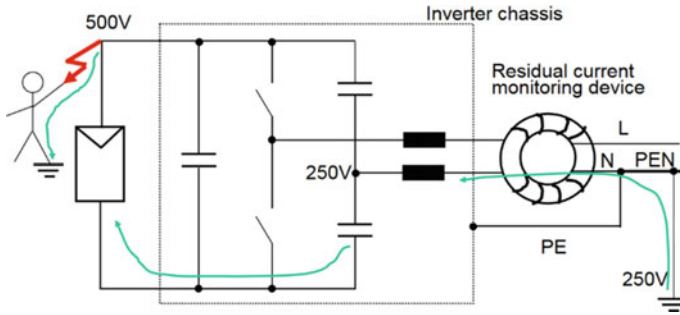 Inverter chassis
500V
Residual current
monitoring device
L
N PEN
250V
PE
250V